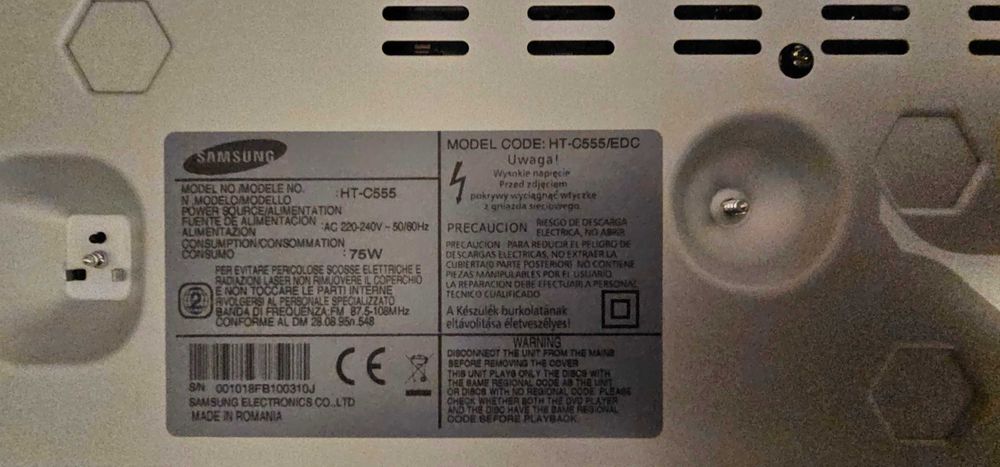 SAMSUNG
MODEL NO./MODELE NO.
N .MODELO/MODELLO
:HT-C555
POWER SOURCE/ALIMENTATION
FUENTE DE ALIMENTACION
ALIMENTAZION
:AC 220-240V ~ 50/60Hz
CONSUMPTION/CONSOMMATION
CONSUMO
:75W
PER EVITARE PERICOLOSE SCOSSE ELETTRICHE E
RADIAZIONI LASER NON RIMUOVERE IL COPERCHIO
E NON TOCCARE LE PARTI INTERNE
RIVOLGERSI AL PERSONALE SPECIALIZZATO
BANDA DI FREQUENZA:FM 87.5-108MHz
CONFORME AL DM 28.08.95n.548
2
S/N 001018FB100310J
SAMSUNG ELECTRONICS CO.,LTD
MADE IN ROMANIA
CE
MODEL CODE: HT-C555/EDC
Uwaga!
Wysokie napięcie
Przed zdjęciem
pokrywy wyciągnąć wtyczkę
z gniazda sieciowego.
PRECAUCION
RIESGO DE DESCARGA
ELECTRICA, NO ABRIR
PRECAUCION : PARA REDUCIR EL PELIGRO DE
DESCARGAS ELECTRICAS, NO EXTRAER LA
CUBIERTA(O PARTE POSTERIOR) NO CONTIENE
PIEZAS MANIPULABLES POR EL USUARIO.
LA REPARACION DEBE EFECTUARLA PERSONAL
TECNICO CUALIFICADO
A Készülék burkolatának
eltávolítása életveszélyes!
WARNING
DISCONNECT THE UNIT FROM THE MAINS
BEFORE REMOVING THE COVER
THIS UNIT PLAYS ONLY THE DISCS WITH
THE SAME REGIONAL CODE AS THE UNIT
OR DISCS WITH NO REGIONAL CODE. PLEASE
CHECK WHETHER BOTH THE DVD PLAYER
AND THE DISC HAVE THE SAME REGIONAL
CODE BEFORE PLAYBACK.